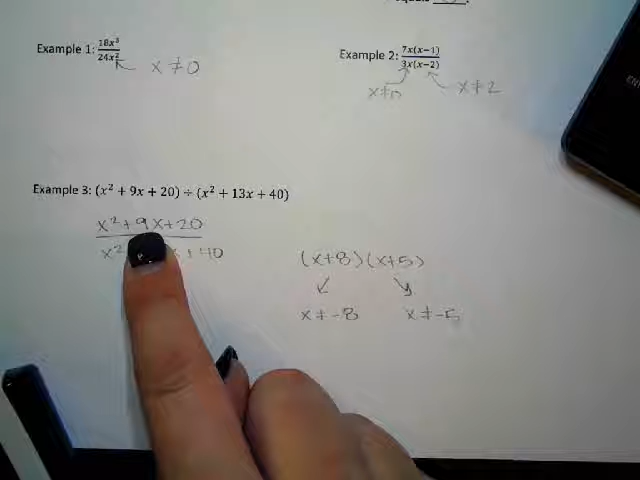 Example 1: 18x³/24x²
x ≠ 0
Example 2: 7x(x−1)/3x(x−2)
x ≠ 0
x ≠ 2
Example 3: (x² + 9x + 20) ÷ (x² + 13x + 40)
x² + 9x + 20
x² x + 40
(x+8)(x+5)
x ≠ -8
x ≠ -5